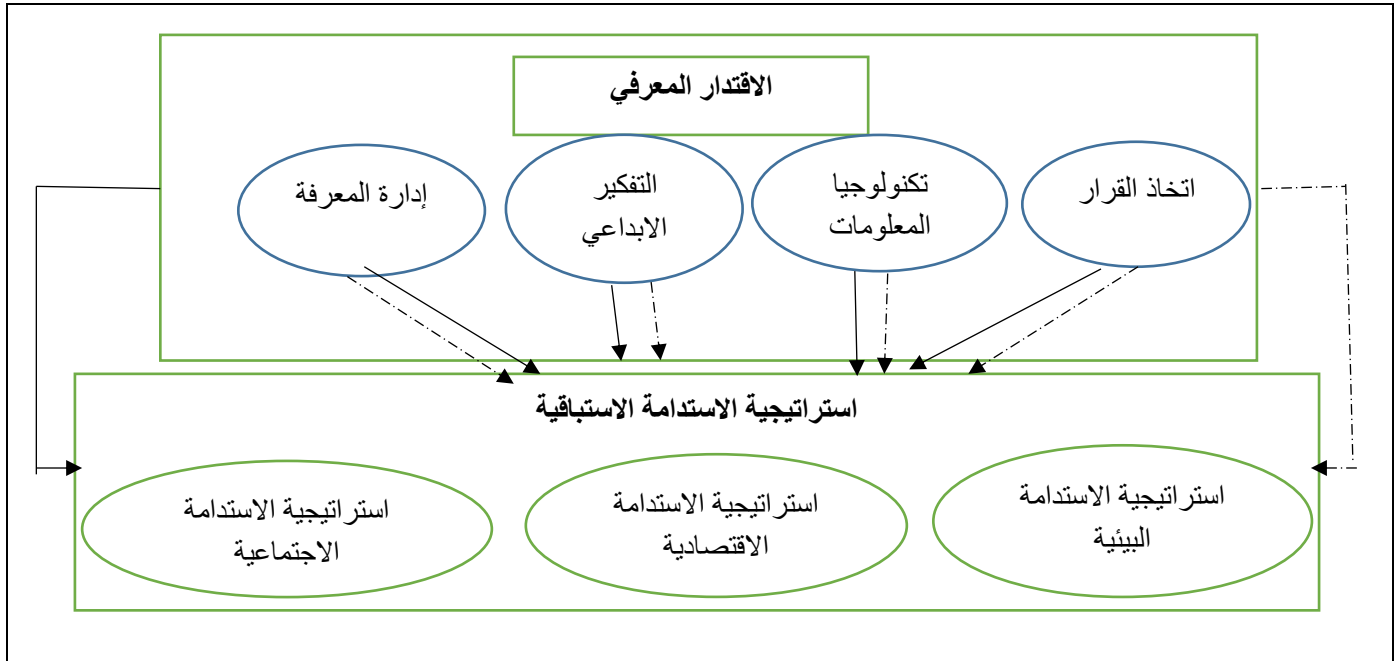 الاقتدار المعرفي
اتخاذ القرار
تكنولوجيا
المعلومات
التفكير
الابداعي
إدارة المعرفة
استراتيجية الاستدامة الاستباقية
استراتيجية الاستدامة
البيئية
استراتيجية الاستدامة
الاقتصادية
استراتيجية الاستدامة
الاجتماعية